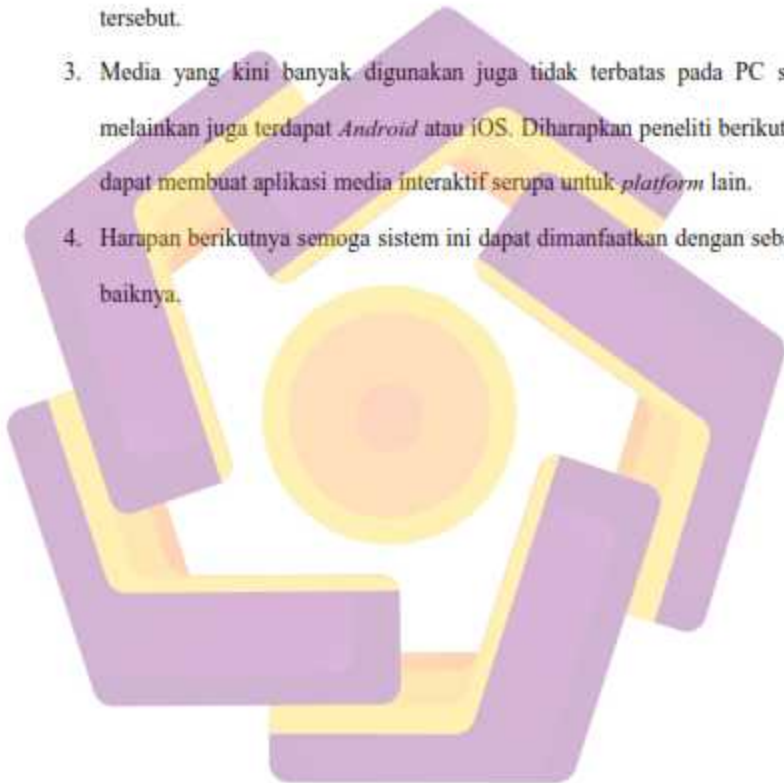 tersebut.
3. Media yang kini banyak digunakan juga tidak terbatas pada PC s
melainkan juga terdapat Android atau iOS. Diharapkan peneliti berikut
dapat membuat aplikasi media interaktif serupa untuk platform lain.
4. Harapan berikutnya semoga sistem ini dapat dimanfaatkan dengan seb
baiknya.